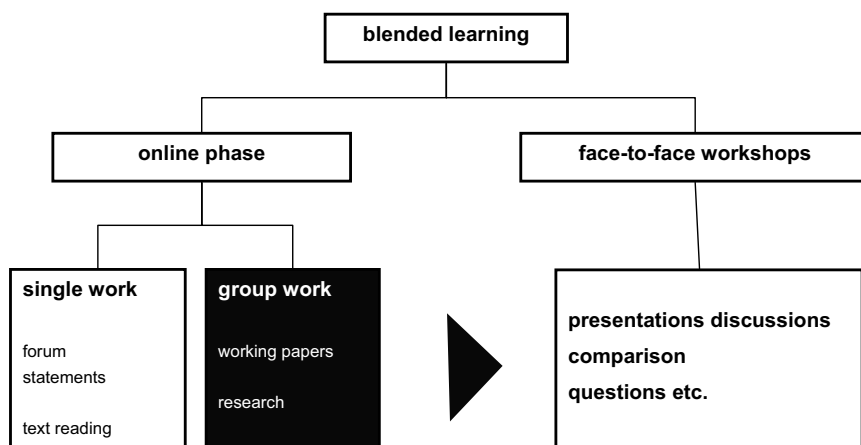 blended learning
online phase
face-to-face workshops
single work
forum
statements
text reading
group work
working papers
research
presentations discussions
comparison
questions etc.